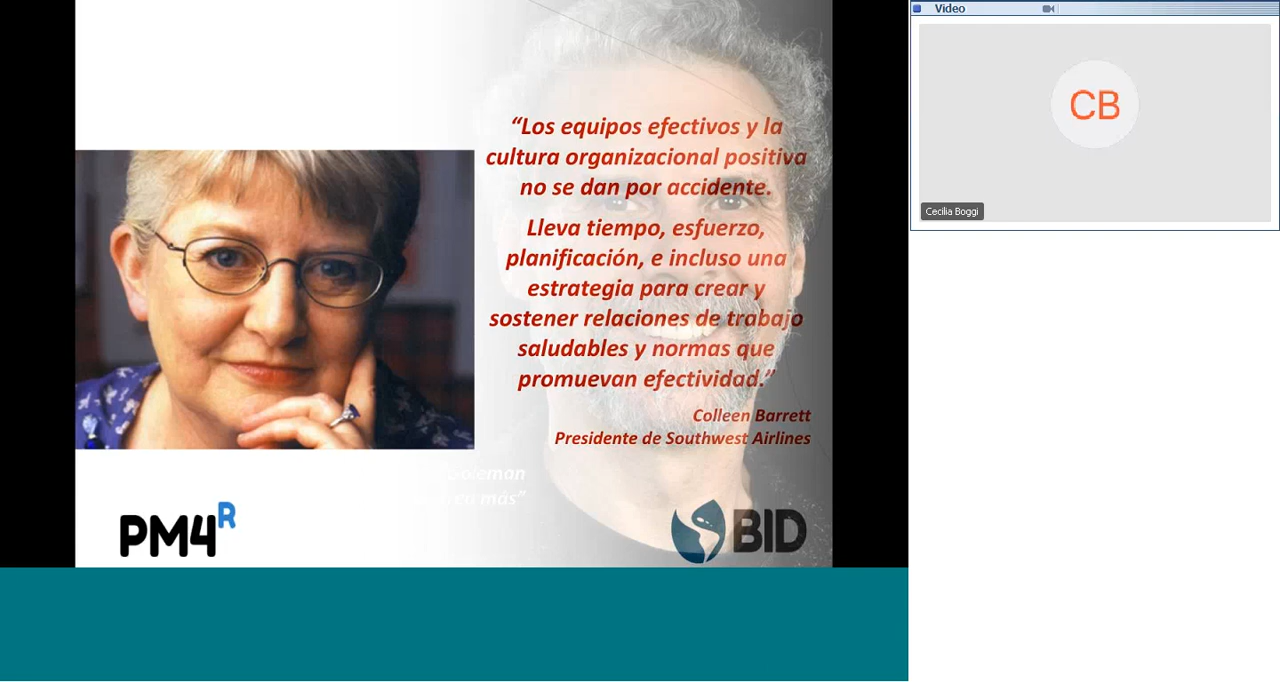 Video
CB
Cecilia Boggi
“Los equipos efectivos y la
cultura organizacional positiva
no se dan por accidente.
Lleva tiempo, esfuerzo,
planificación, e incluso una
estrategia para crear y
sostener relaciones de trabajo
saludables y normas que
promuevan efectividad.”
Colleen Barrett
Presidente de Southwest Airlines
más”
PM4R
BID